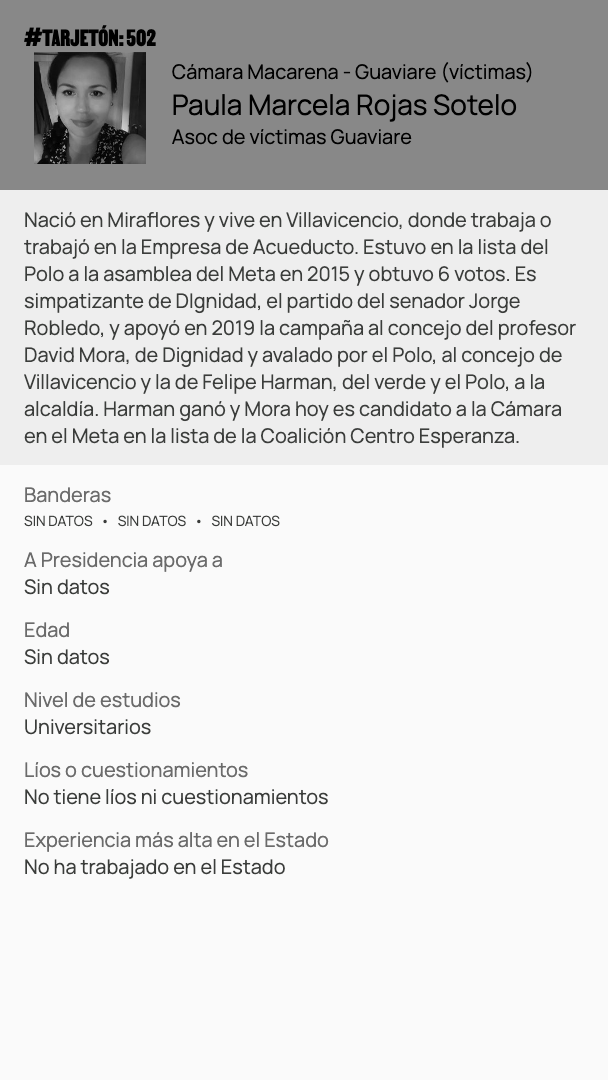 #TARJETÓN: 502
Cámara Macarena - Guaviare (víctimas)
Paula Marcela Rojas Sotelo
Asoc de víctimas Guaviare
Nació en Miraflores y vive en Villavicencio, donde trabaja o
trabajó en la Empresa de Acueducto. Estuvo en la lista del
Polo a la asamblea del Meta en 2015 y obtuvo 6 votos. Es
simpatizante de DIgnidad, el partido del senador Jorge
Robledo, y apoyó en 2019 la campaña al concejo del profesor
David Mora, de Dignidad y avalado por el Polo, al concejo de
Villavicencio y la de Felipe Harman, del verde y el Polo, a la
alcaldía. Harman ganó y Mora hoy es candidato a la Cámara
en el Meta en la lista de la Coalición Centro Esperanza.
Banderas
SIN DATOS • SIN DATOS • SIN DATOS
A Presidencia apoya a
Sin datos
Edad
Sin datos
Nivel de estudios
Universitarios
Líos o cuestionamientos
No tiene líos ni cuestionamientos
Experiencia más alta en el Estado
No ha trabajado en el Estado